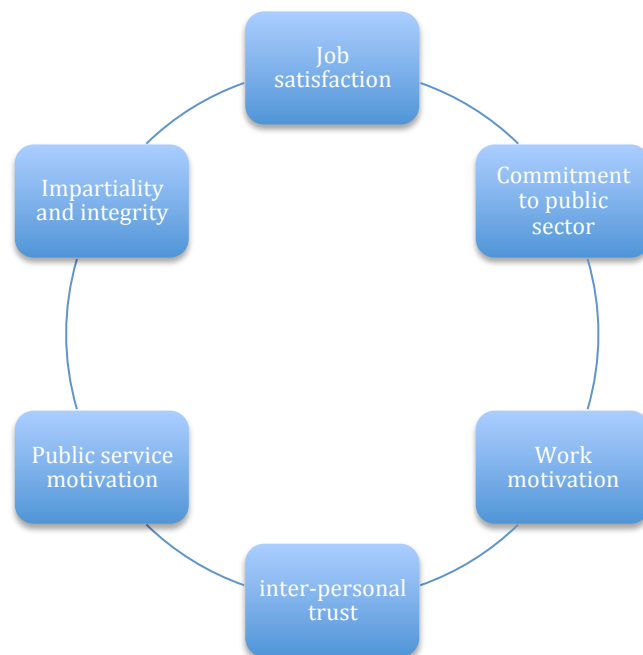 Job
satisfaction
Commitment
to public
sector
Work
motivation
inter-personal
trust
Public service
motivation
Impartiality
and integrity